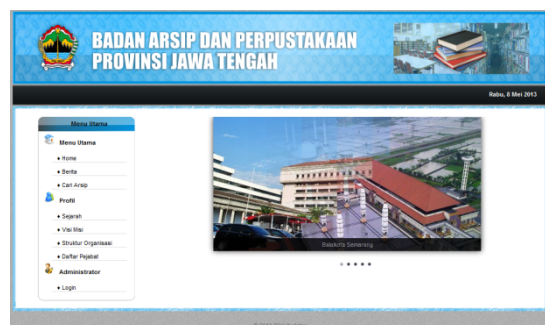 BADAN ARSIP DAN PERPUSTAKAAN
PROVINSI JAWA TENGAH
Rabu, 8 Mei 2013
Menu Utama
Menu Utama
Home
Berita
Cari Arsip
Profil
Sejarah
Visi Misi
Struktur Organisasi
Daftar Pejabat
Administrator
Login
Balaikota Semarang